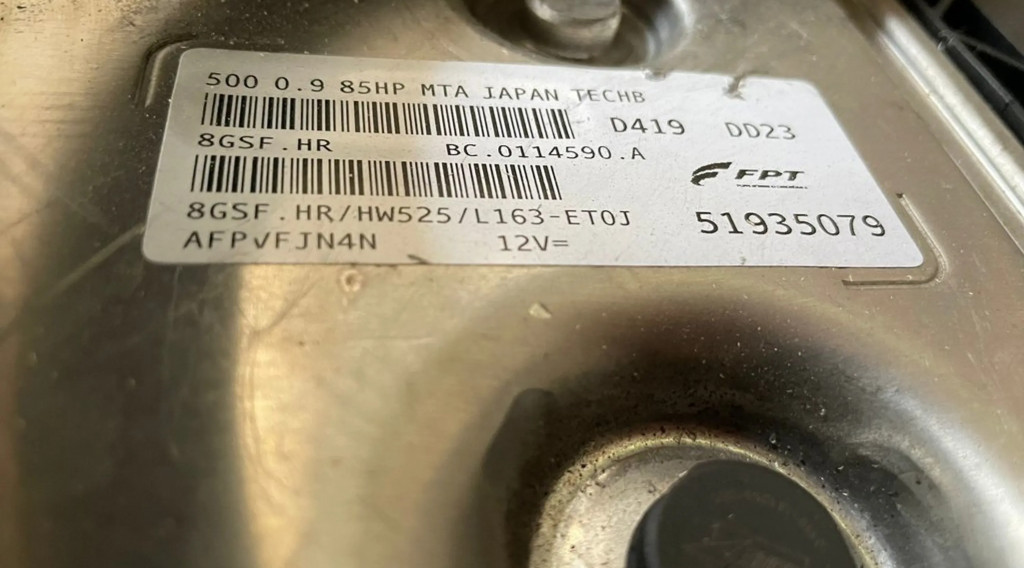 500 0.9 85HP MTA JAPAN TECHB
D419 DD23
8GSF.HR BC.0114590.A
FPT
8GSF.HR/HW525/L163-ET0J 51935079
AFPVFJN4N 12V=